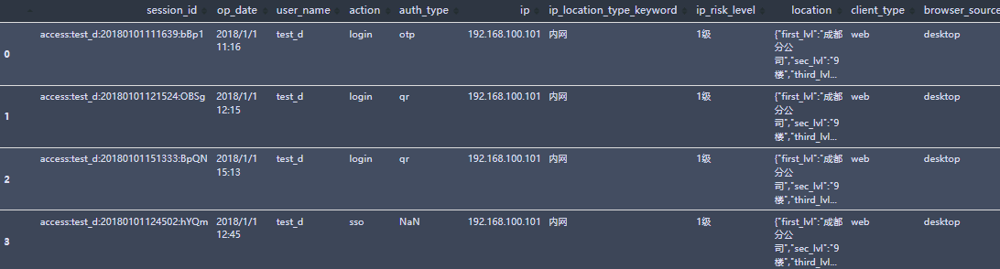 session_id op_date user_name action auth_type ip ip_location_type_keyword ip_risk_level location client_type browser_source
0 access:test_d:20180101111639:bBp1 2018/1/1 11:16 test_d login otp 192.168.100.101 内网 1级 {"first_lvl":"成都分公司","sec_lvl":"9楼","third_lvl... web desktop
1 access:test_d:20180101121524:OBSg 2018/1/1 12:15 test_d login qr 192.168.100.101 内网 1级 {"first_lvl":"成都分公司","sec_lvl":"9楼","third_lvl... web desktop
2 access:test_d:20180101151333:BpQN 2018/1/1 15:13 test_d login qr 192.168.100.101 内网 1级 {"first_lvl":"成都分公司","sec_lvl":"9楼","third_lvl... web desktop
3 access:test_d:20180101124502:hYQm 2018/1/1 12:45 test_d sso NaN 192.168.100.101 内网 1级 {"first_lvl":"成都分公司","sec_lvl":"9楼","third_lvl... web desktop